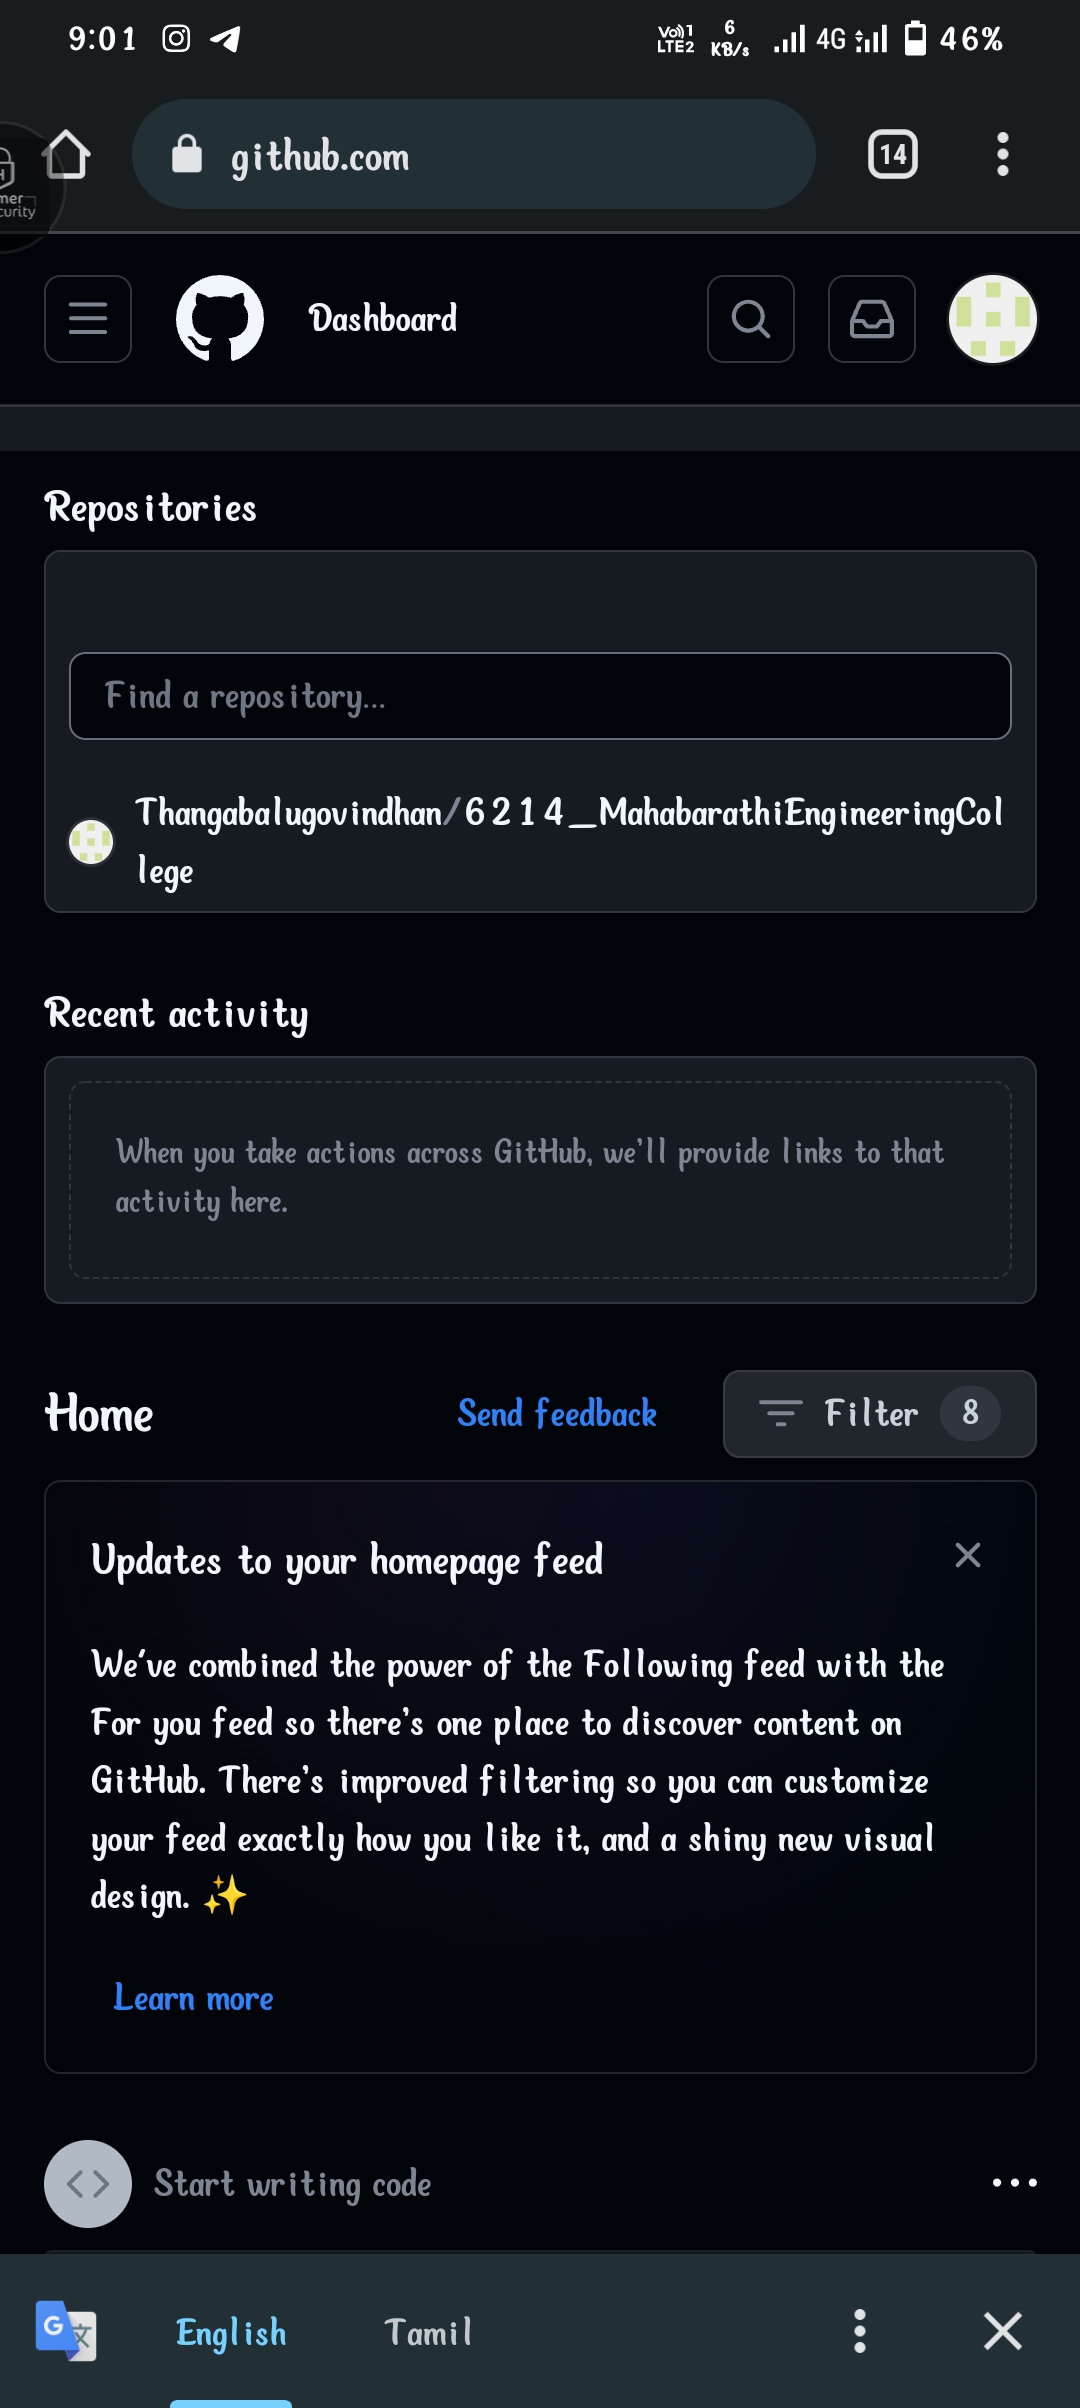 9:01
Vo)) 1
LTE2
6
KB/s
4G
46%
github.com
14
mer
curity
Dashboard
Repositories
Find a repository...
Thangabalugovindhan/6214_MahabarathiEngineeringCol
lege
Recent activity
When you take actions across GitHub, we'll provide links to that
activity here.
Home
Send feedback
Filter 8
Updates to your homepage feed
We've combined the power of the Following feed with the
For you feed so there's one place to discover content on
GitHub. There's improved filtering so you can customize
your feed exactly how you like it, and a shiny new visual
design. ✨
Learn more
Start writing code
English
Tamil